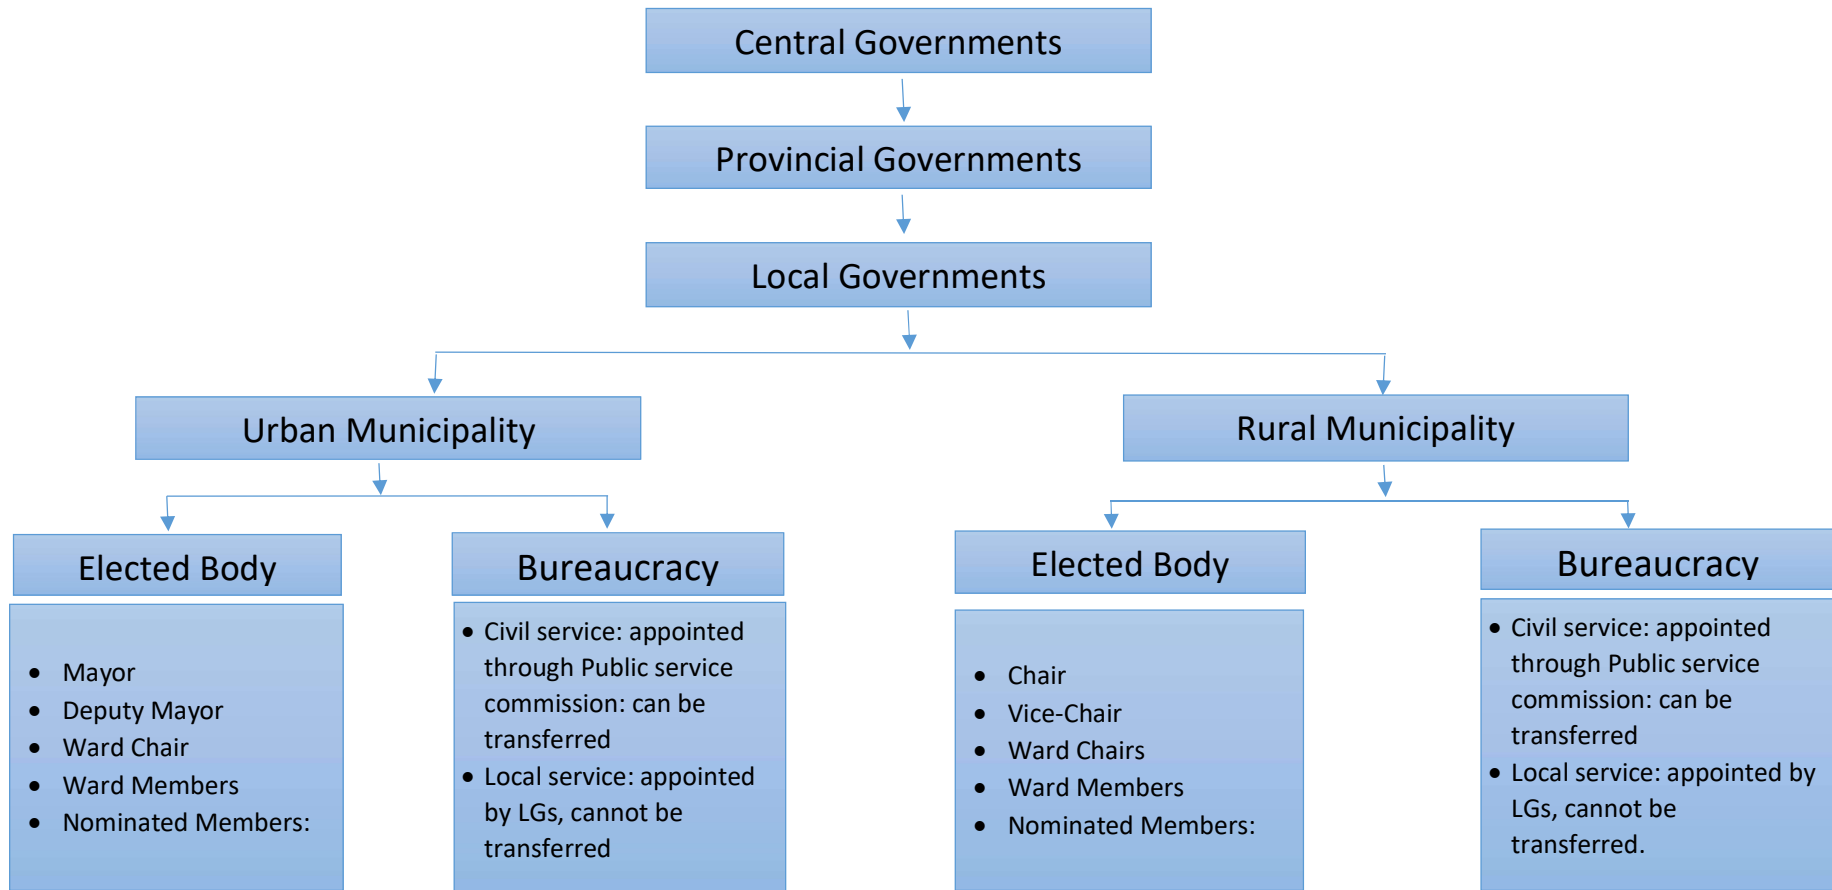 Central Governments
Provincial Governments
Local Governments
Urban Municipality
Rural Municipality
Elected Body
• Mayor
• Deputy Mayor
• Ward Chair
• Ward Members
• Nominated Members:
Bureaucracy
• Civil service: appointed
through Public service
commission: can be
transferred
• Local service: appointed
by LGs, cannot be
transferred
Elected Body
• Chair
• Vice-Chair
• Ward Chairs
• Ward Members
• Nominated Members:
Bureaucracy
• Civil service: appointed
through Public service
commission: can be
transferred
• Local service: appointed by
LGs, cannot be
transferred.